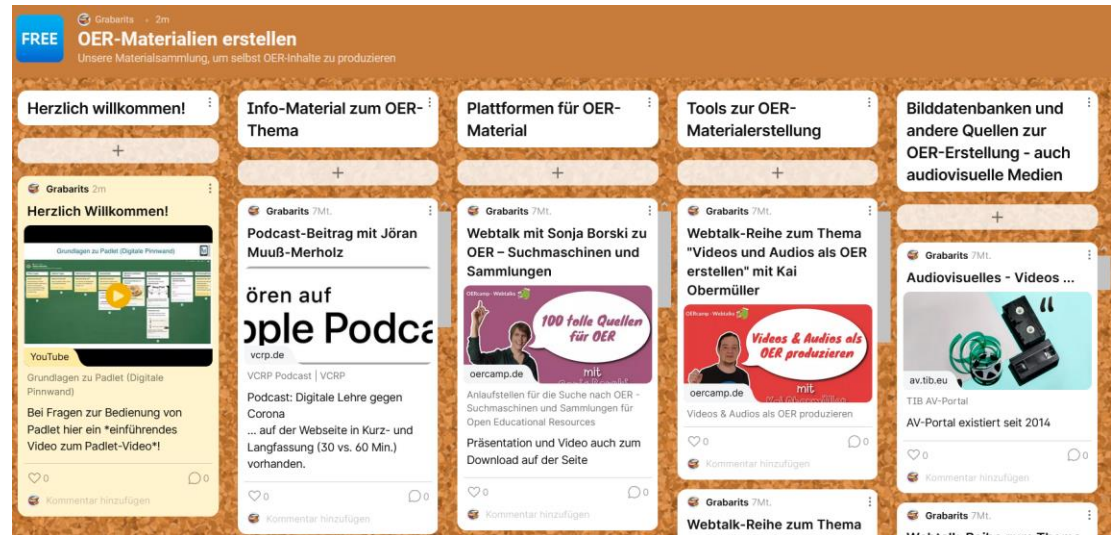 FREE
Grabarits • 2m
OER-Materialien erstellen
Unsere Materialsammlung, um selbst OER-Inhalte zu produzieren
Herzlich willkommen!
+
Grabarits 2m
Herzlich Willkommen!
Grundlagen zu Padlet (Digitale Pinnwand)
YouTube
Grundlagen zu Padlet (Digitale
Pinnwand)
Bei Fragen zur Bedienung von
Padlet hier ein *einführendes
Video zum Padlet-Video*!
0
0
Kommentar hinzufügen
Info-Material zum OER-
Thema
+
Grabarits 7Mt.
Podcast-Beitrag mit Jöran
Muuß-Merholz
ören auf
pple Podca
vcrp.de
VCRP Podcast | VCRP
Podcast: Digitale Lehre gegen
Corona
... auf der Webseite in Kurz- und
Langfassung (30 vs. 60 Min.)
vorhanden.
0
0
Kommentar hinzufügen
Plattformen für OER-
Material
+
Grabarits 7Mt.
Webtalk mit Sonja Borski zu
OER – Suchmaschinen und
Sammlungen
OERcamp-Webtalks
100 tolle Quellen
für OER
mit
oercamp.de
Anlaufstellen für die Suche nach OER -
Suchmaschinen und Sammlungen für
Open Educational Resources
Präsentation und Video auch zum
Download auf der Seite
0
0
Kommentar hinzufügen
Tools zur OER-
Materialerstellung
+
Grabarits 7Mt.
Webtalk-Reihe zum Thema
"Videos und Audios als OER
erstellen" mit Kai
Obermüller
OERcamp-Webtalks
Videos & Audios als
OER produzieren
mit
Kai Obermüller
oercamp.de
Videos & Audios als OER produzieren
0
0
Kommentar hinzufügen
Grabarits 7Mt.
Webtalk-Reihe zum Thema
Bilddatenbanken und
andere Quellen zur
OER-Erstellung - auch
audiovisuelle Medien
+
Grabarits 7Mt.
Audiovisuelles - Videos ...
av.tib.eu
TIB AV-Portal
AV-Portal existiert seit 2014
0
0
Kommentar hinzufügen
Grabarits 7Mt.
Webtalk-Reihe zum Thema